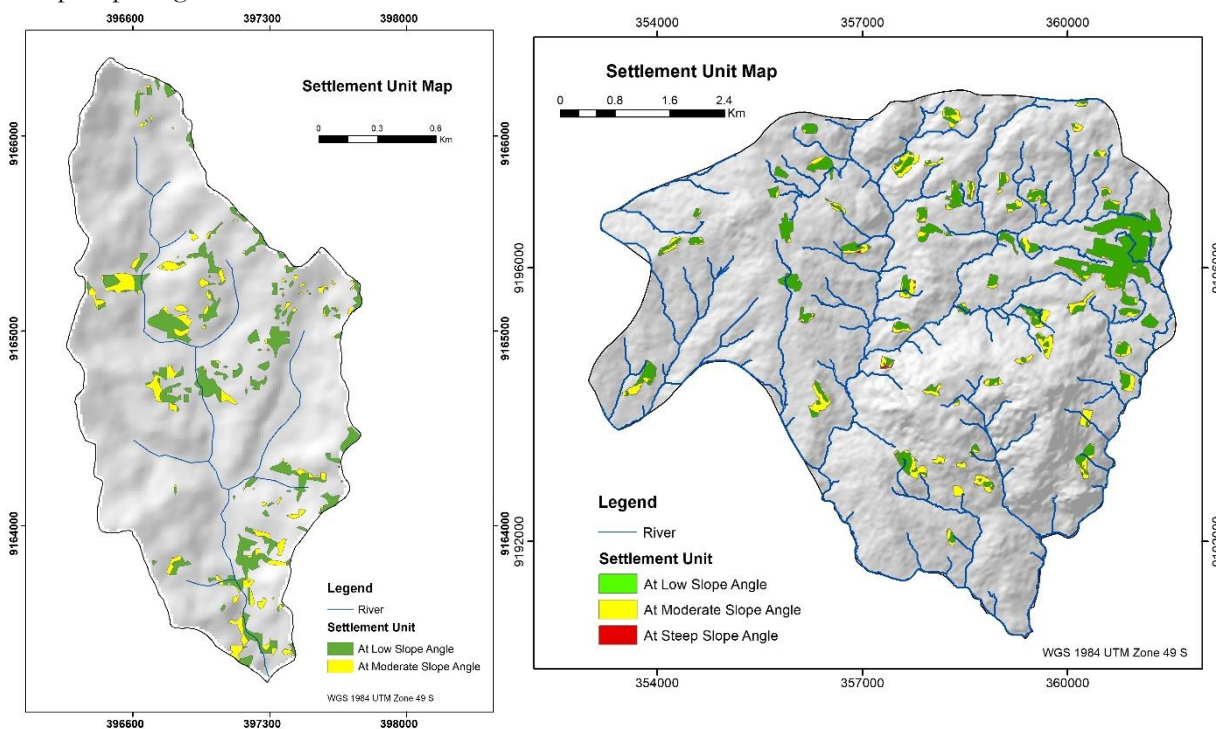 396600 397300 398000
Settlement Unit Map
0 0.3 0.6
Km
9166000
9166000
9165000
9165000
9164000
9164000
Legend
River
Settlement Unit
At Low Slope Angle
At Moderate Slope Angle
WGS 1984 UTM Zone 49 S
396600 397300 398000
354000 357000 360000
Settlement Unit Map
0 0.8 1.6 2.4
Km
9196000
9192000
Legend
River
Settlement Unit
At Low Slope Angle
At Moderate Slope Angle
At Steep Slope Angle
WGS 1984 UTM Zone 49 S
354000 357000 360000